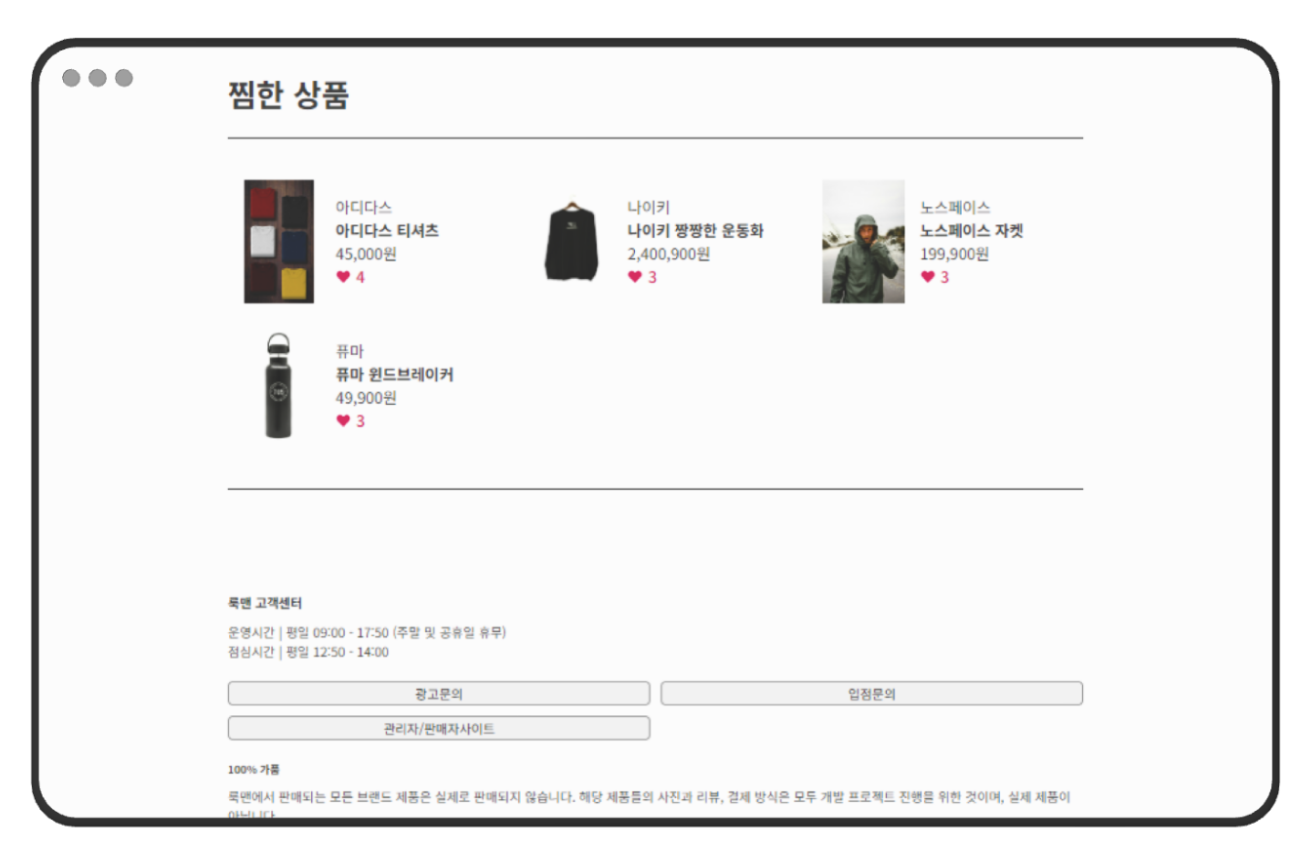 찜한 상품
아디다스
아디다스 티셔츠
45,000원
♥ 4
나이키
나이키 짱짱한 운동화
2,400,900원
♥ 3
노스페이스
노스페이스 자켓
199,900원
♥ 3
퓨마
퓨마 윈드브레이커
49,900원
♥ 3
룩맨 고객센터
운영시간 | 평일 09:00 - 17:50 (주말 및 공휴일 휴무)
점심시간 | 평일 12:50 - 14:00
광고문의
입점문의
관리자/판매자사이트
100% 가품
룩맨에서 판매되는 모든 브랜드 제품은 실제로 판매되지 않습니다. 해당 제품들의 사진과 리뷰, 결제 방식은 모두 개발 프로젝트 진행을 위한 것이며, 실제 제품이
아닙니다.